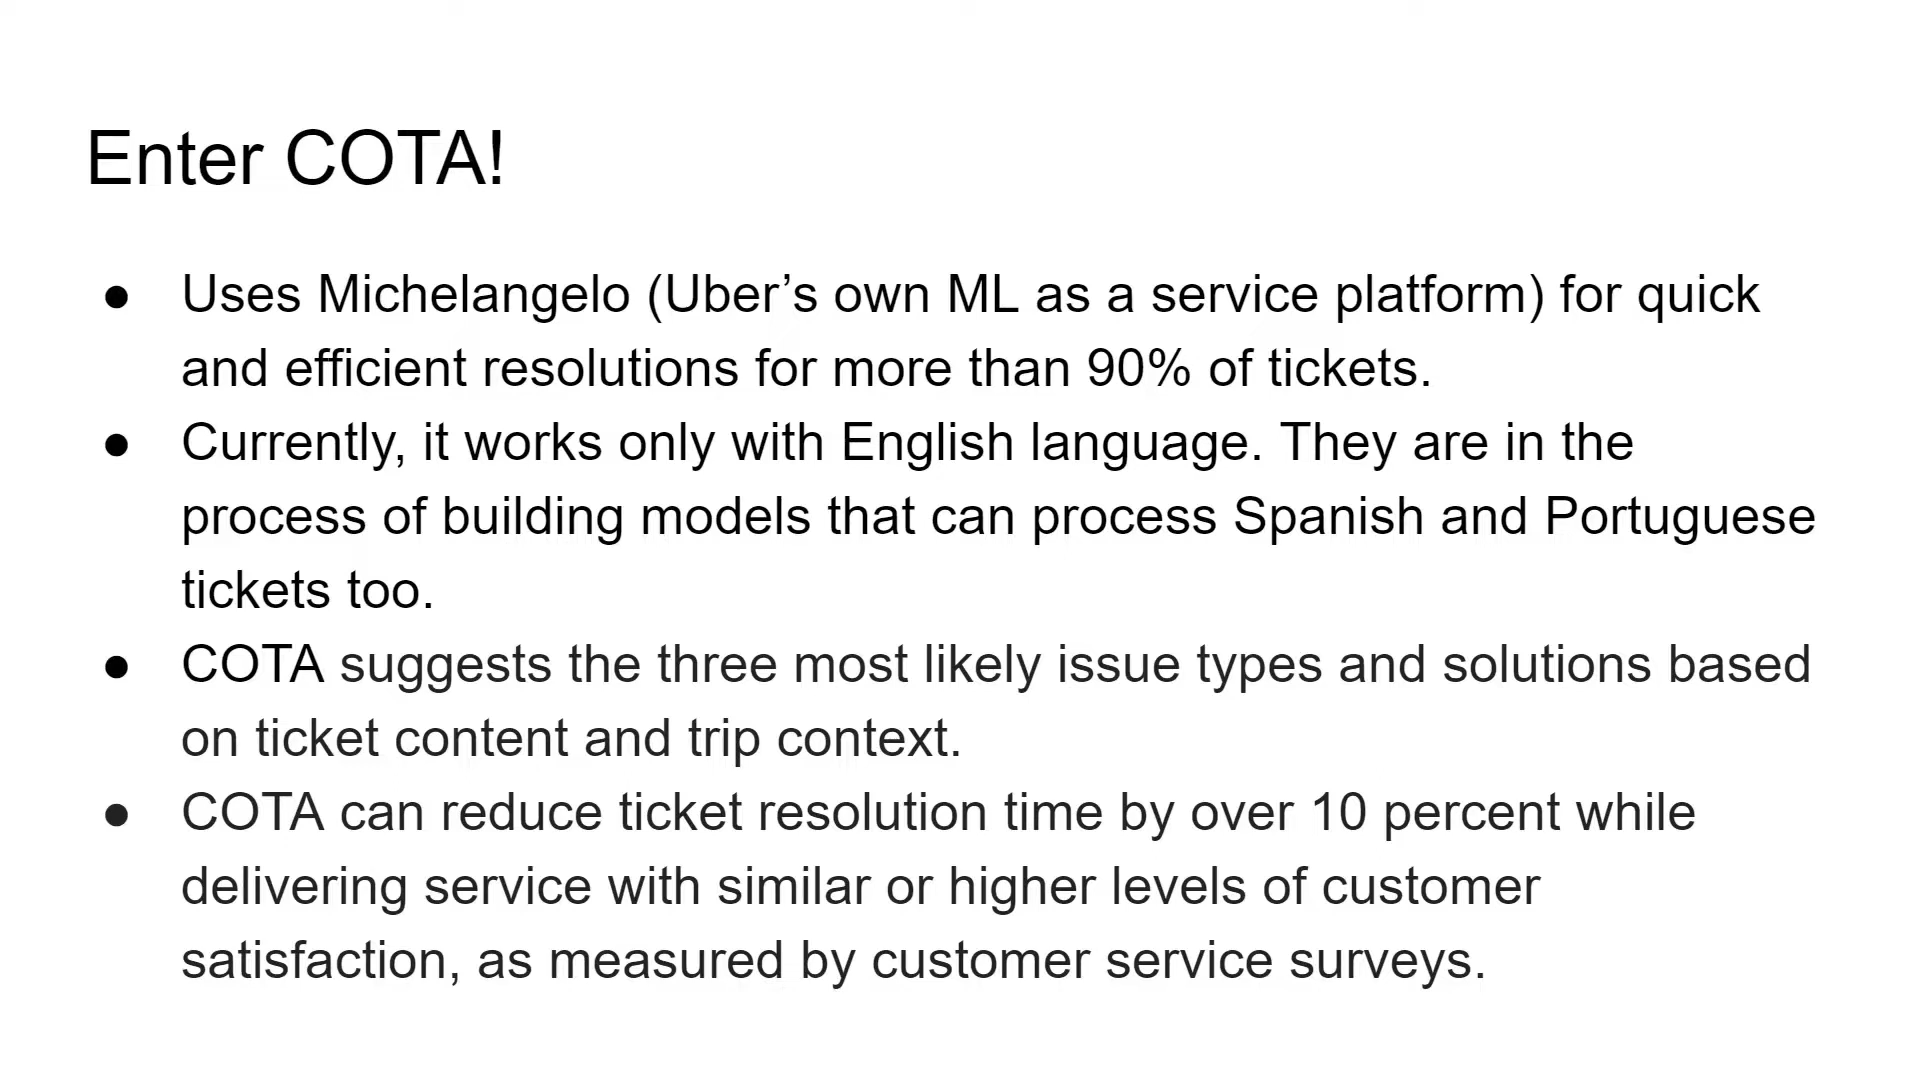 Enter COTA!
● Uses Michelangelo (Uber’s own ML as a service platform) for quick
and efficient resolutions for more than 90% of tickets.
● Currently, it works only with English language. They are in the
process of building models that can process Spanish and Portuguese
tickets too.
● COTA suggests the three most likely issue types and solutions based
on ticket content and trip context.
● COTA can reduce ticket resolution time by over 10 percent while
delivering service with similar or higher levels of customer
satisfaction, as measured by customer service surveys.